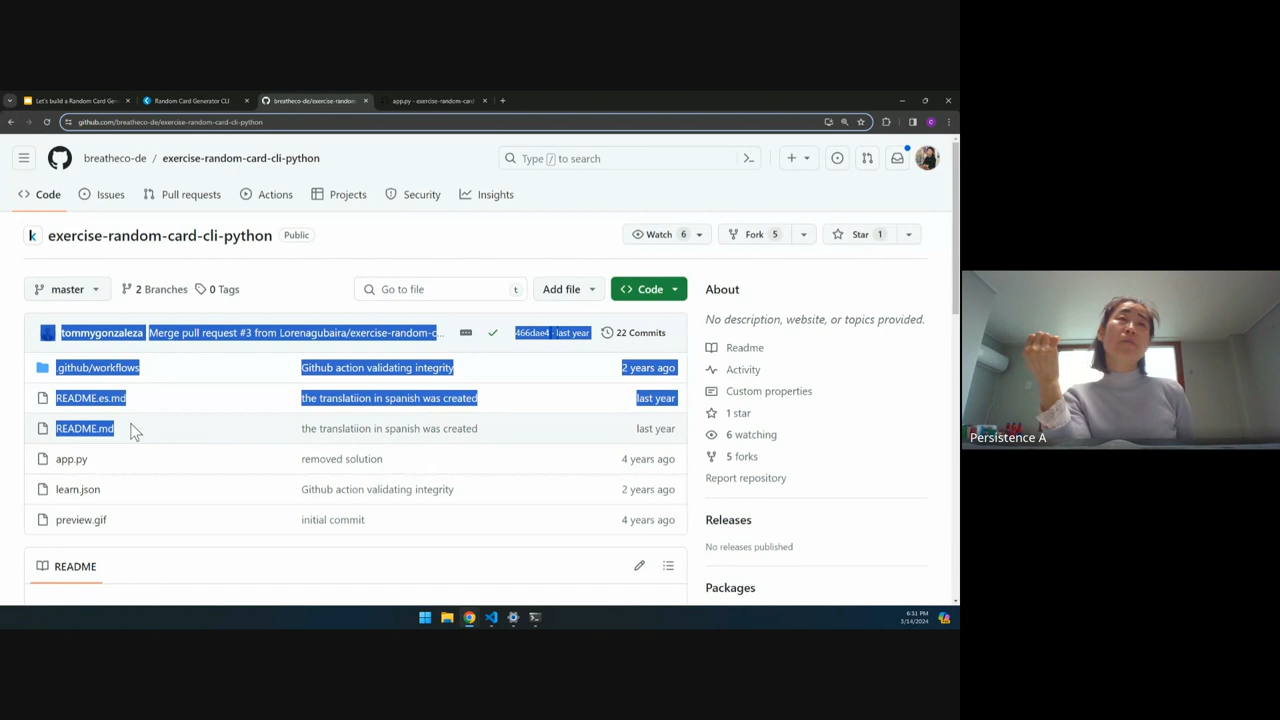 Let's build a Random Card Gen
Random Card Generator CLI
breatheco-de/exercise-random
app.py - exercise-random-card
github.com/breatheco-de/exercise-random-card-cli-python
breatheco-de / exercise-random-card-cli-python
Type / to search
Code
Issues
Pull requests
Actions
Projects
Security
Insights
k exercise-random-card-cli-python Public
Watch 6
Fork 5
Star 1
master
2 Branches
0 Tags
Go to file t
Add file
Code
tommygonzaleza Merge pull request #3 from Lorenagubaira/exercise-random-c... 466dae4 · last year 22 Commits
.github/workflows Github action validating integrity 2 years ago
README.es.md the translatiion in spanish was created last year
README.md the translatiion in spanish was created last year
app.py removed solution 4 years ago
learn.json Github action validating integrity 2 years ago
preview.gif initial commit 4 years ago
README
About
No description, website, or topics provided.
Readme
Activity
Custom properties
1 star
6 watching
5 forks
Report repository
Releases
No releases published
Packages
6:31 PM
3/14/2024
Persistence A